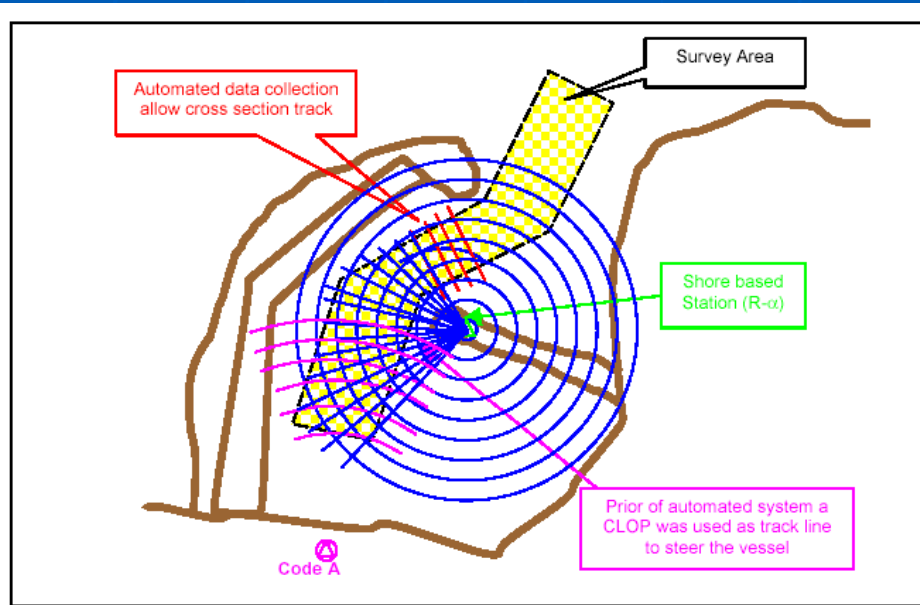 Survey Area
Automated data collection
allow cross section track
Shore based
Station (R-α)
Prior of automated system a
CLOP was used as track line
to steer the vessel
Code A